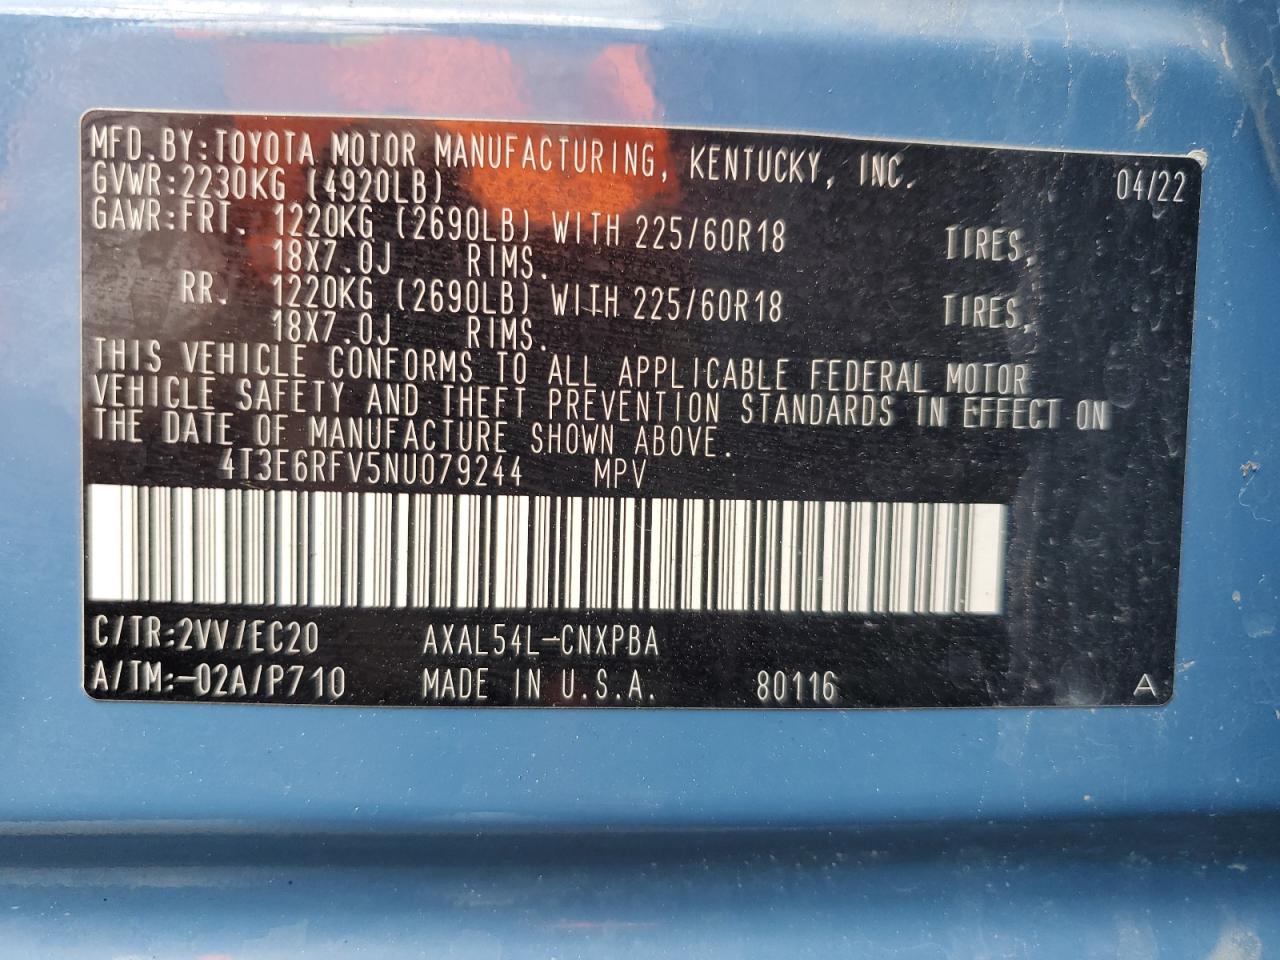 MFD.BY:TOYOTA MOTOR MANUFACTURING, KENTUCKY, INC. 04/22
GVWR:2230KG (4920LB)
GAWR:FRT. 1220KG (2690LB) WITH 225/60R18 TIRES,
18X7.0J RIMS.
RR. 1220KG (2690LB) WITH 225/60R18 TIRES,
18X7.0J RIMS.
THIS VEHICLE CONFORMS TO ALL APPLICABLE FEDERAL MOTOR
VEHICLE SAFETY AND THEFT PREVENTION STANDARDS IN EFFECT ON
THE DATE OF MANUFACTURE SHOWN ABOVE.
4T3E6RFV5NU079244 MPV
C/TR:2VV/EC20 AXAL54L-CNXPBA
A/TM:-02A/P710 MADE IN U.S.A. 80116 A